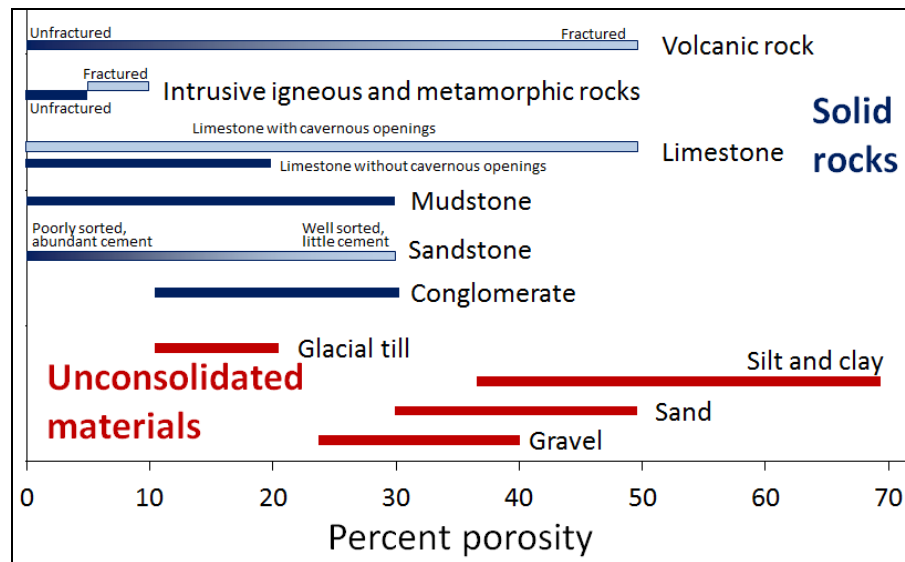 Unfractured
Fractured
Volcanic rock
Fractured
Intrusive igneous and metamorphic rocks
Unfractured
Solid
rocks
Limestone with cavernous openings
Limestone
Limestone without cavernous openings
Mudstone
Poorly sorted,
abundant cement
Well sorted,
little cement
Sandstone
Conglomerate
Glacial till
Unconsolidated
materials
Silt and clay
Sand
Gravel
0 10 20 30 40 50 60 70
Percent porosity